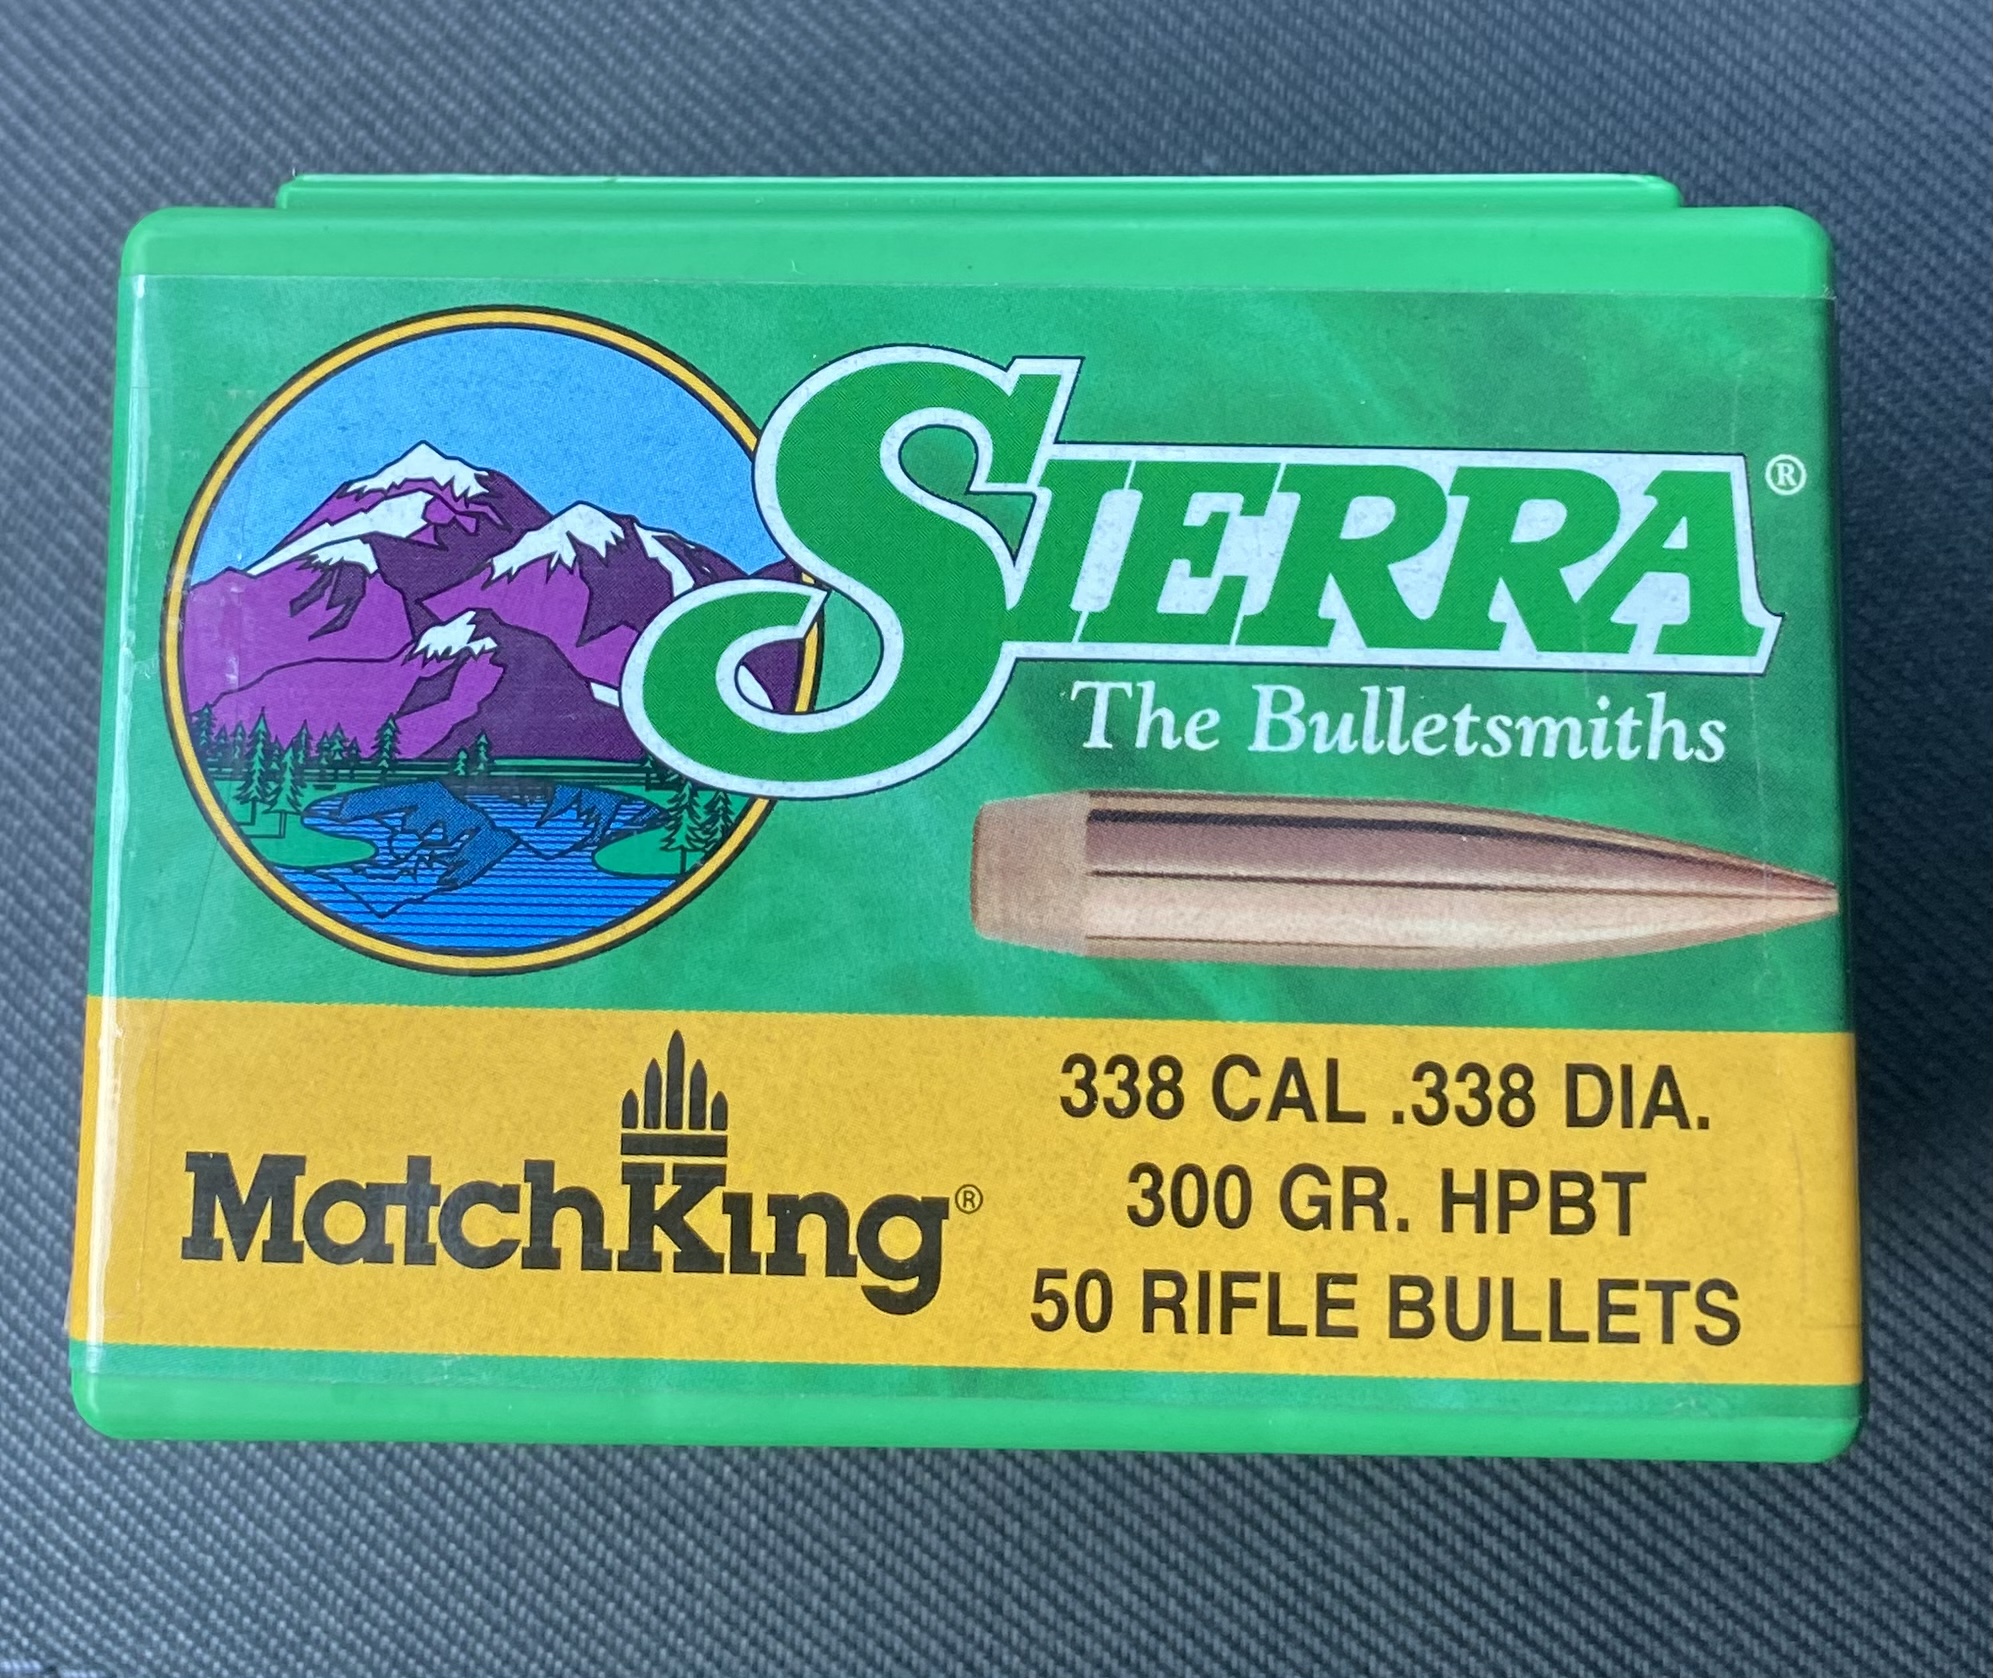 SIERRA®
The Bulletsmiths
MatchKing®
338 CAL .338 DIA.
300 GR. HPBT
50 RIFLE BULLETS